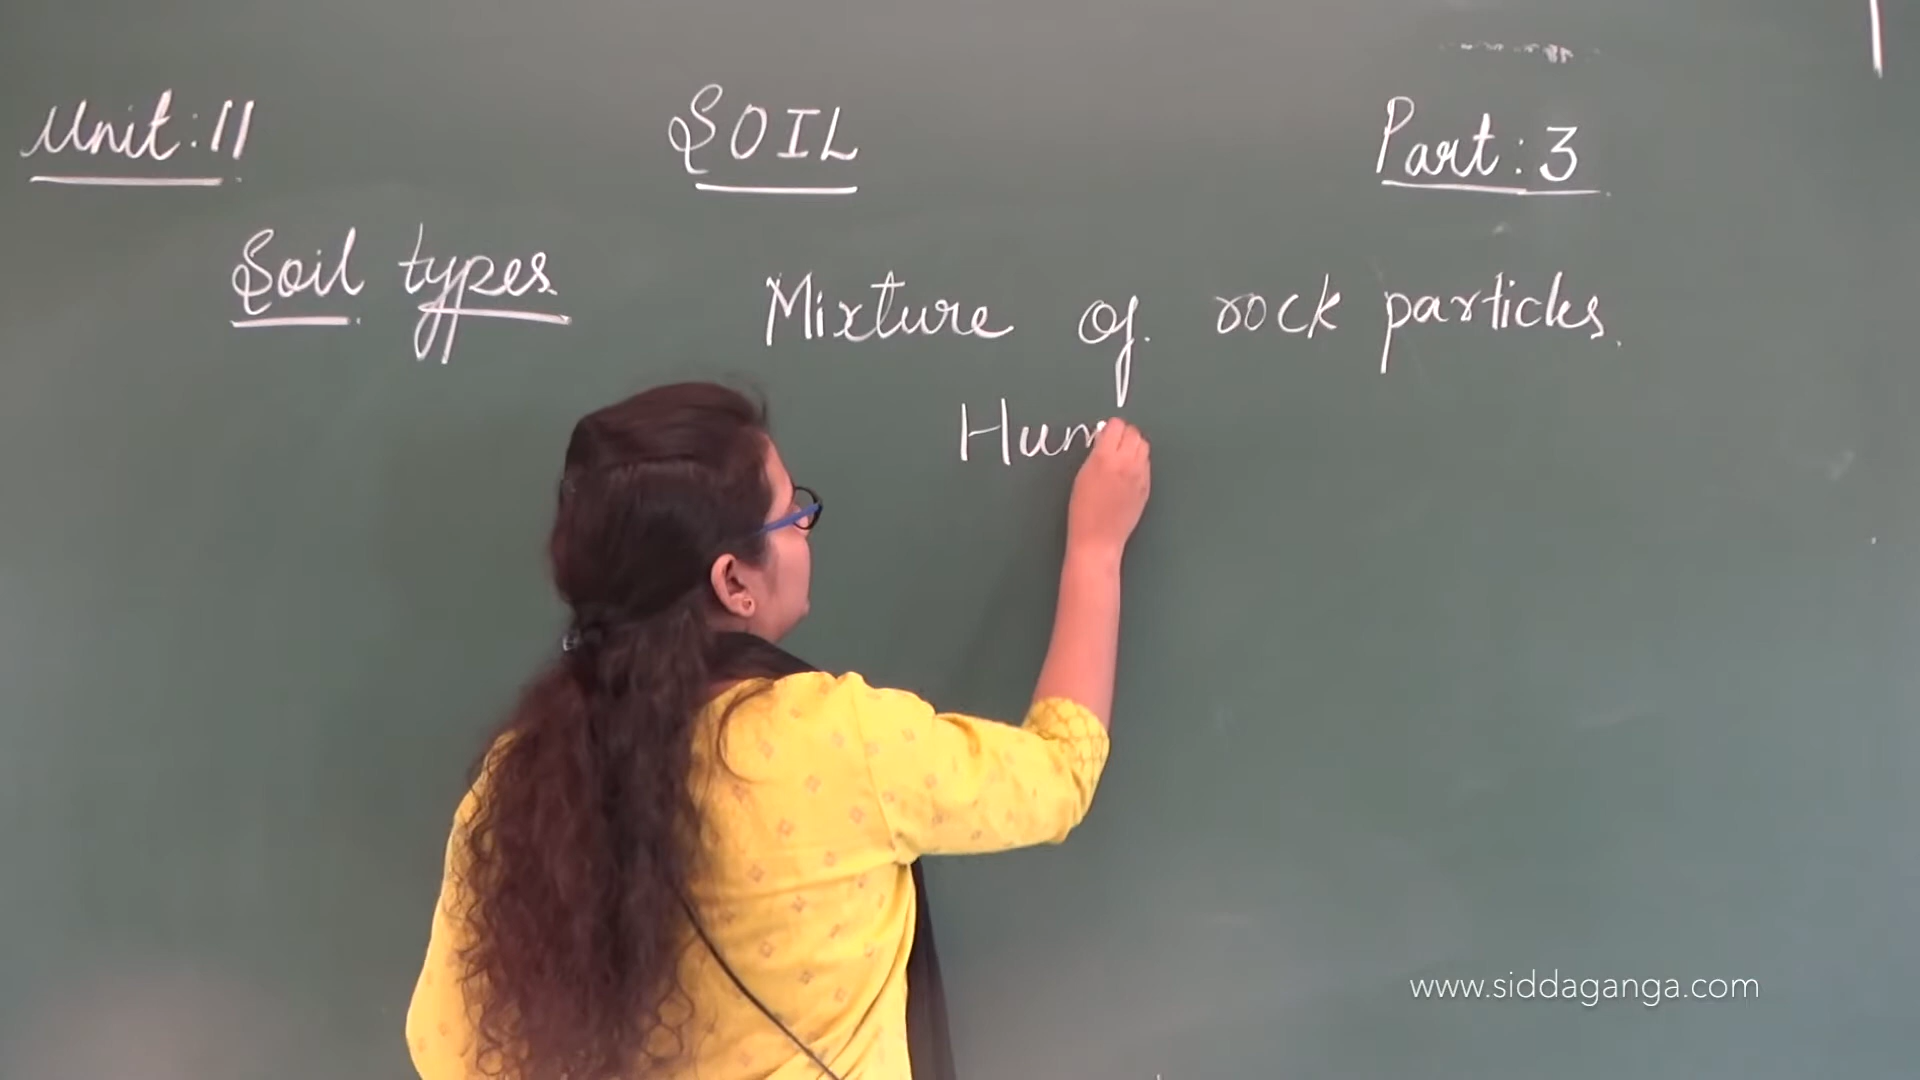 Unit: 11 SOIL Part: 3
Soil types Mixture of rock particles.
Hum
www.siddaganga.com